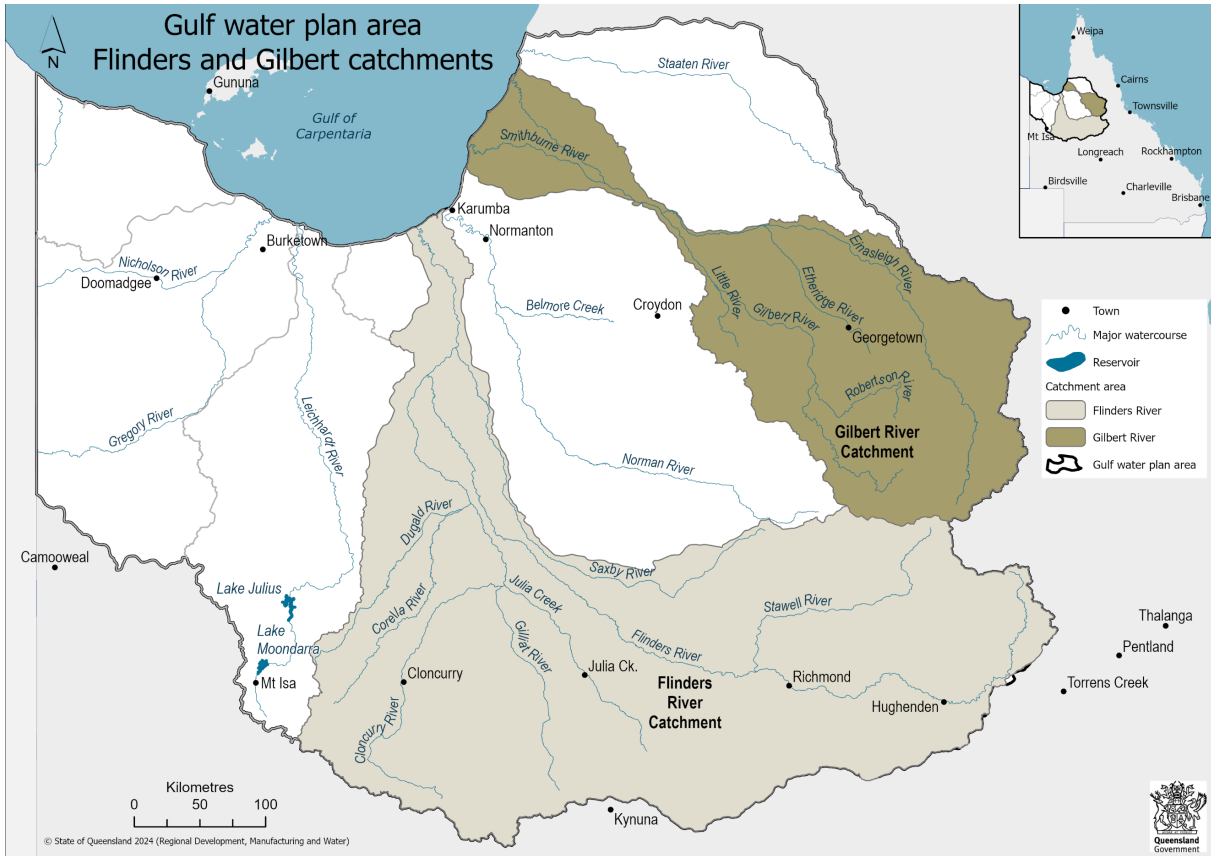 Gulf water plan area
Flinders and Gilbert catchments
N
Gununa
Gulf of
Carpentaria
Staaten River
Smithburne River
Karumba
Normanton
Burketown
Nicholson River
Doomadgee
Belmore Creek
Croydon
Little River
Gilbert River
Etheridge River
Einasleigh River
Georgetown
Robertson River
Gilbert River
Catchment
Gregory River
Leichhardt River
Norman River
Dugald River
Camooweal
Lake Julius
Corella River
Saxby River
Julia Creek
Stawell River
Lake
Moondarra
Gilliat River
Flinders River
Mt Isa
Cloncurry
Julia Ck.
Richmond
Flinders
River
Catchment
Hughenden
Cloncurry River
Thalanga
Pentland
Torrens Creek
Kynuna
Kilometres
0 50 100
© State of Queensland 2024 (Regional Development, Manufacturing and Water)
Weipa
Cairns
Townsville
Mt Isa
Longreach
Rockhampton
Birdsville
Charleville
Brisbane
Town
Major watercourse
Reservoir
Catchment area
Flinders River
Gilbert River
Gulf water plan area
Queensland
Government